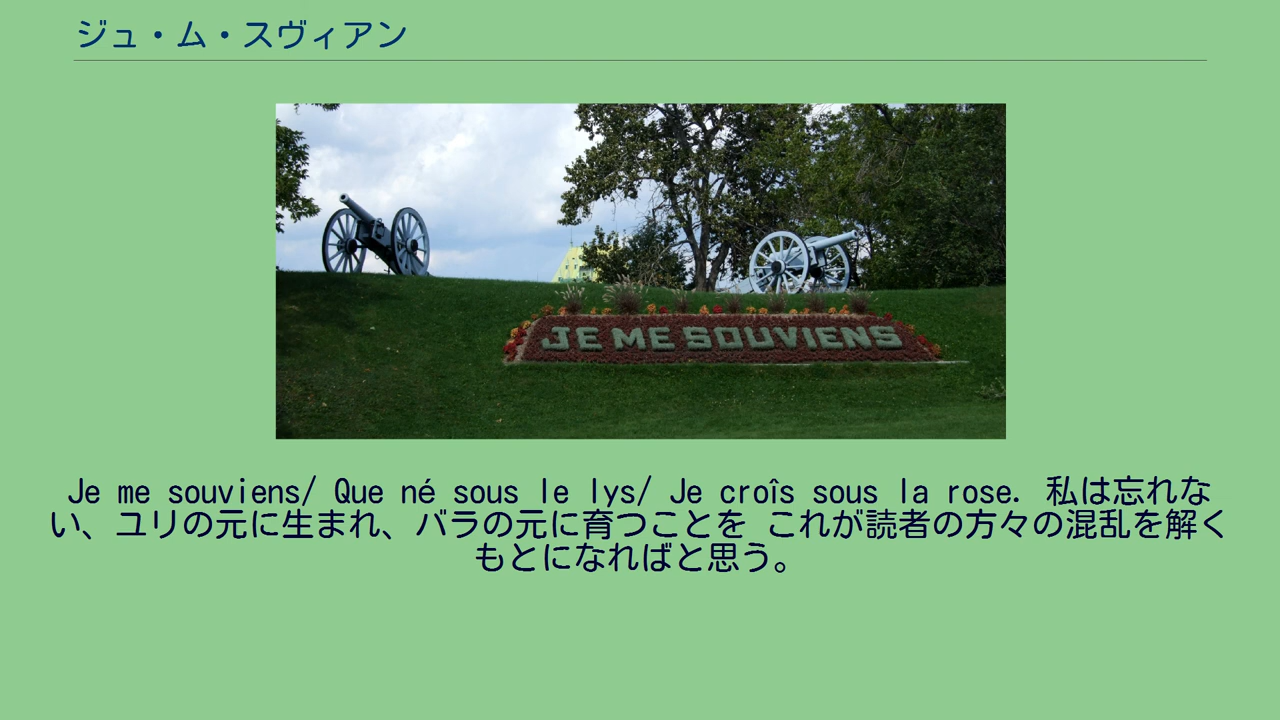 ジュ・ム・スヴィアン
JE ME SOUVIENS
Je me souviens/ Que né sous le lys/ Je croîs sous la rose. 私は忘れな
い、ユリの元に生まれ、バラの元に育つことを これが読者の方々の混乱を解く
もとになればと思う。